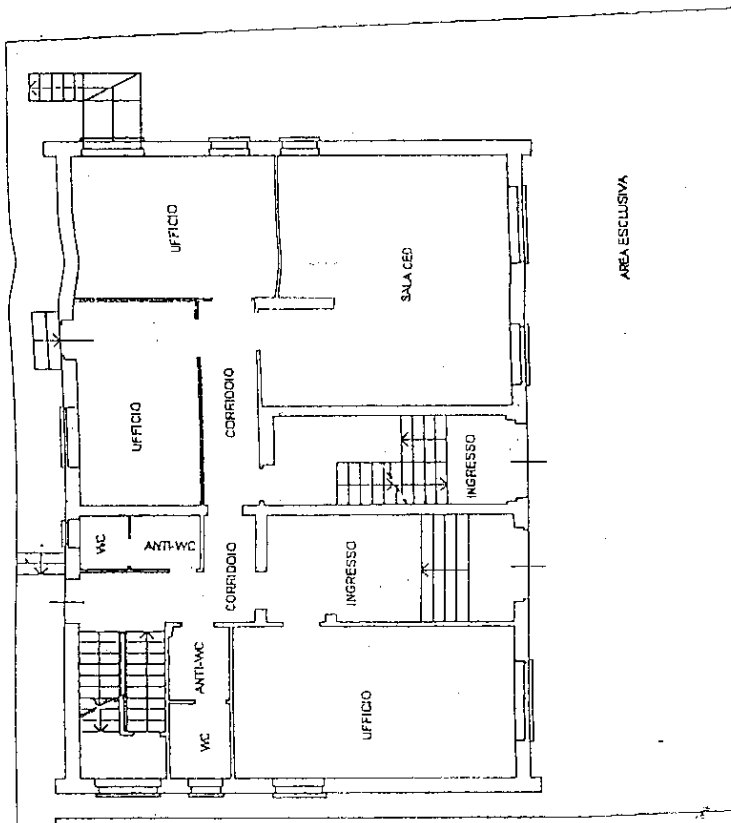 UFFICIO
SALA CED
AREA ESCLUSIVA
UFFICIO
CORRIDOIO
INGRESSO
WC
ANTI-WC
CORRIDOIO
INGRESSO
ANTI-WC
WC
UFFICIO